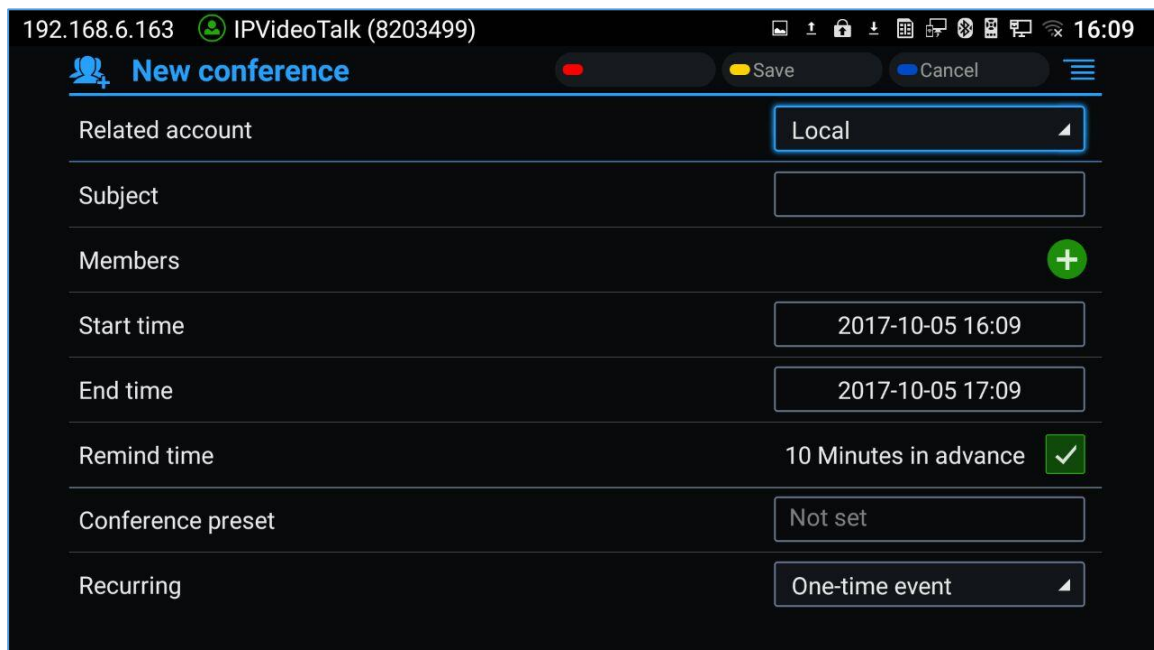 192.168.6.163 IPVideoTalk (8203499) 16:09
New conference Save Cancel
Related account Local
Subject
Members
Start time 2017-10-05 16:09
End time 2017-10-05 17:09
Remind time 10 Minutes in advance
Conference preset Not set
Recurring One-time event